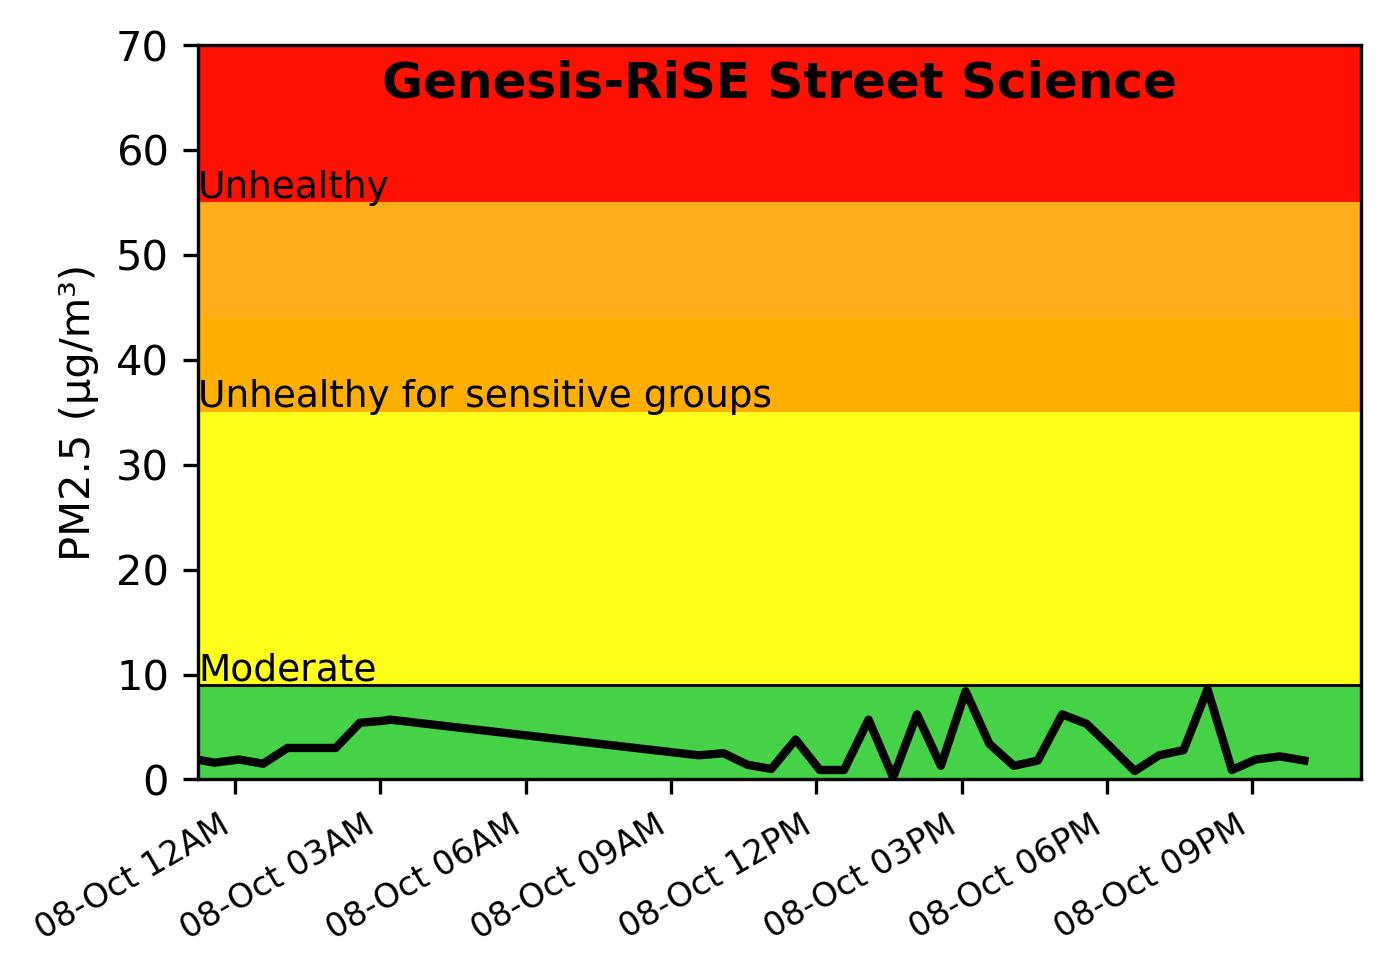 Genesis-RiSE Street Science
70
60
50
40
30
20
10
0
PM2.5 (µg/m³)
Unhealthy
Unhealthy for sensitive groups
Moderate
08-Oct 12AM
08-Oct 03AM
08-Oct 06AM
08-Oct 09AM
08-Oct 12PM
08-Oct 03PM
08-Oct 06PM
08-Oct 09PM